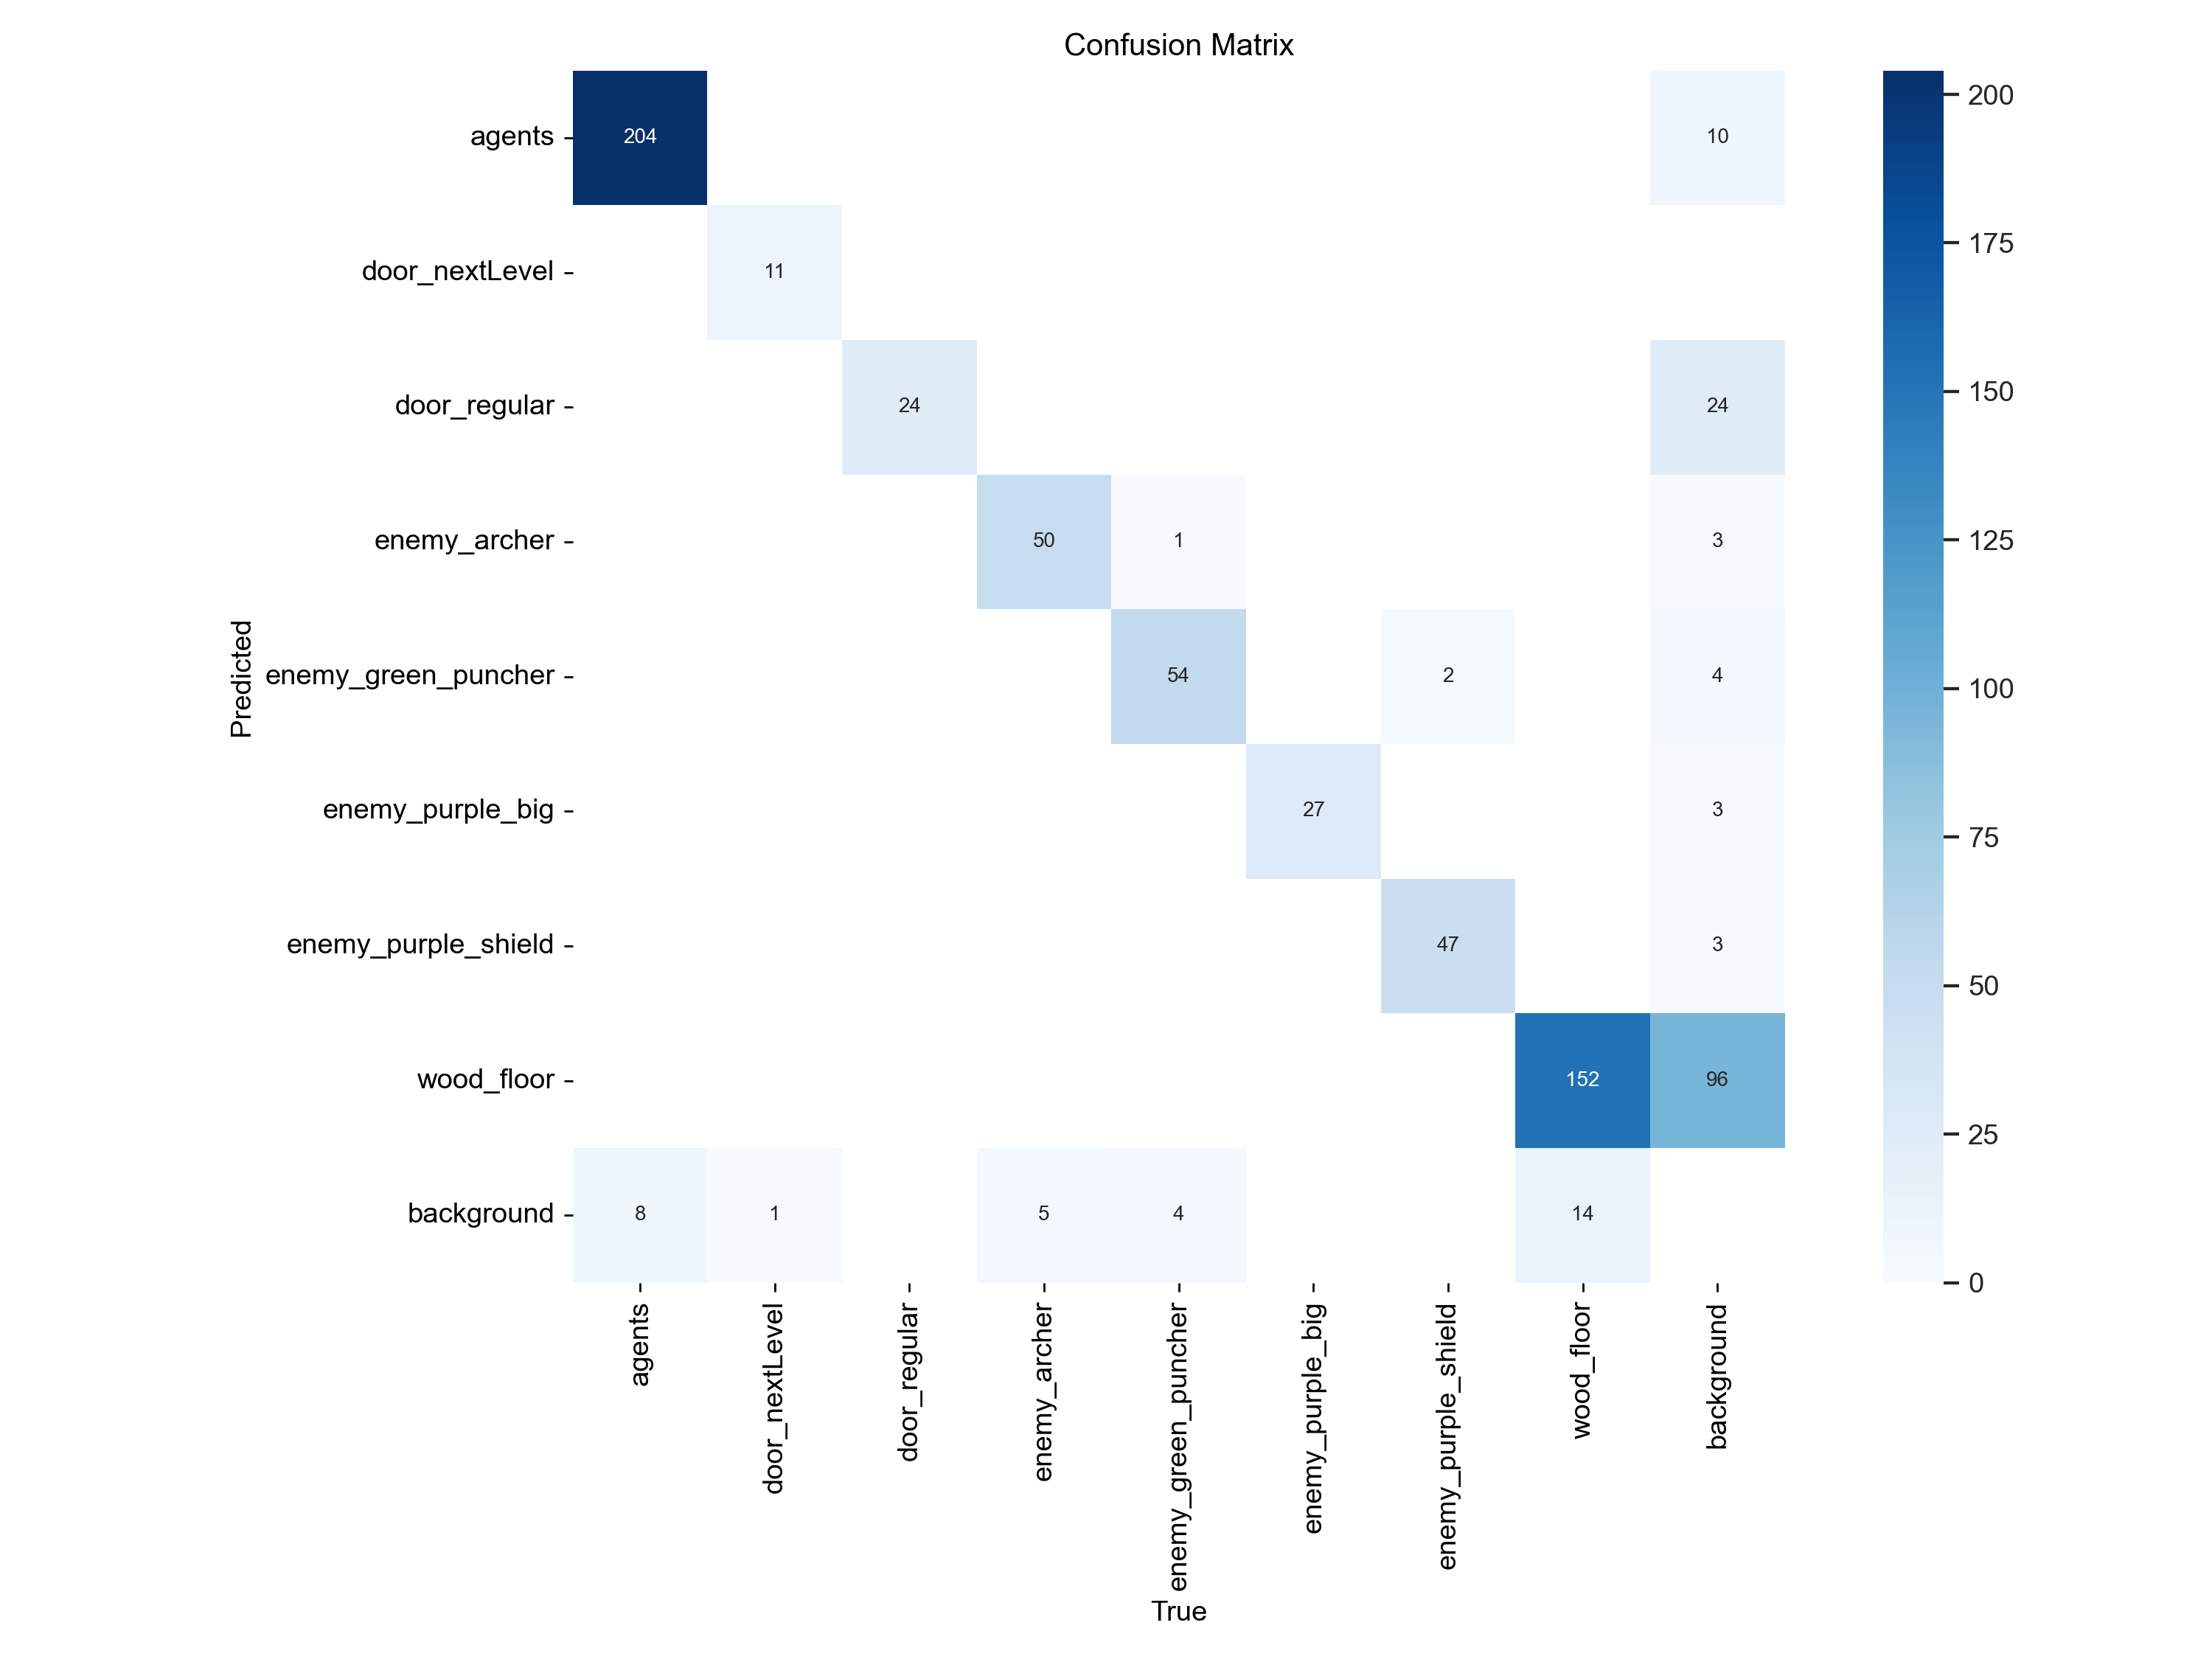 Confusion Matrix
Predicted
agents
204
10
door_nextLevel
11
door_regular
24
24
enemy_archer
50
1
3
enemy_green_puncher
54
2
4
enemy_purple_big
27
3
enemy_purple_shield
47
3
wood_floor
152
96
background
8
1
5
4
14
agents
door_nextLevel
door_regular
enemy_archer
enemy_green_puncher
enemy_purple_big
enemy_purple_shield
wood_floor
background
True
200
175
150
125
100
75
50
25
0